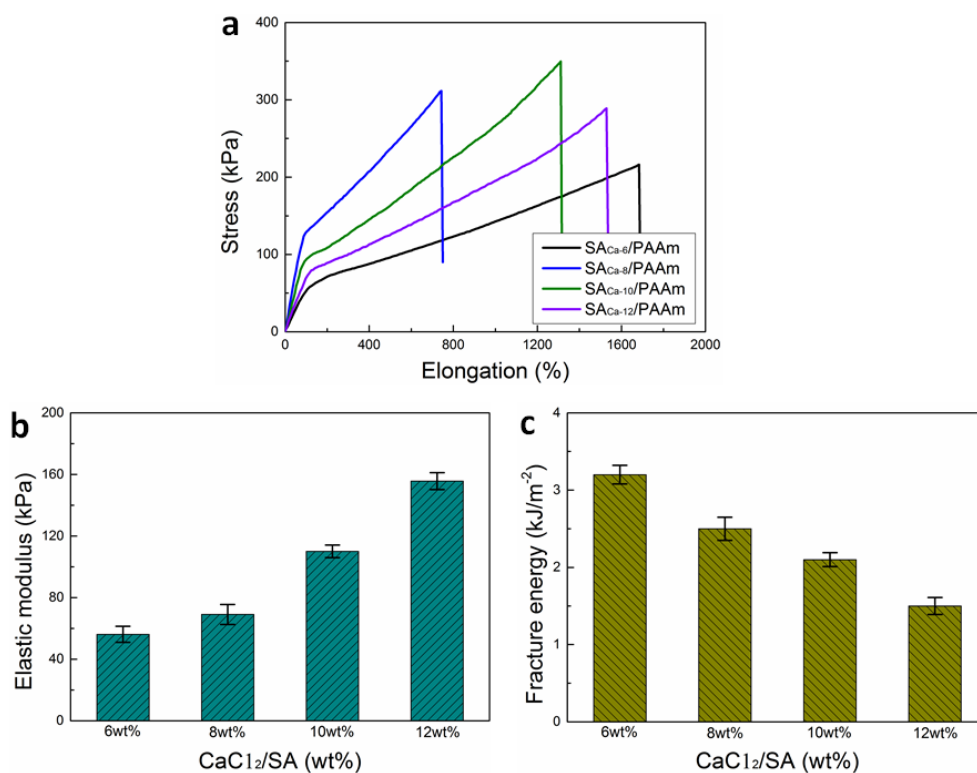 a
400
300
200
100
0
Stress (kPa)
SACa-6/PAAm
SACa-8/PAAm
SACa-10/PAAm
SACa-12/PAAm
0 400 800 1200 1600 2000
Elongation (%)
b
200
160
120
80
40
0
Elastic modulus (kPa)
6wt% 8wt% 10wt% 12wt%
CaC12/SA (wt%)
c
4
3
2
1
0
Fracture energy (kJ/m⁻²)
6wt% 8wt% 10wt% 12wt%
CaC12/SA (wt%)